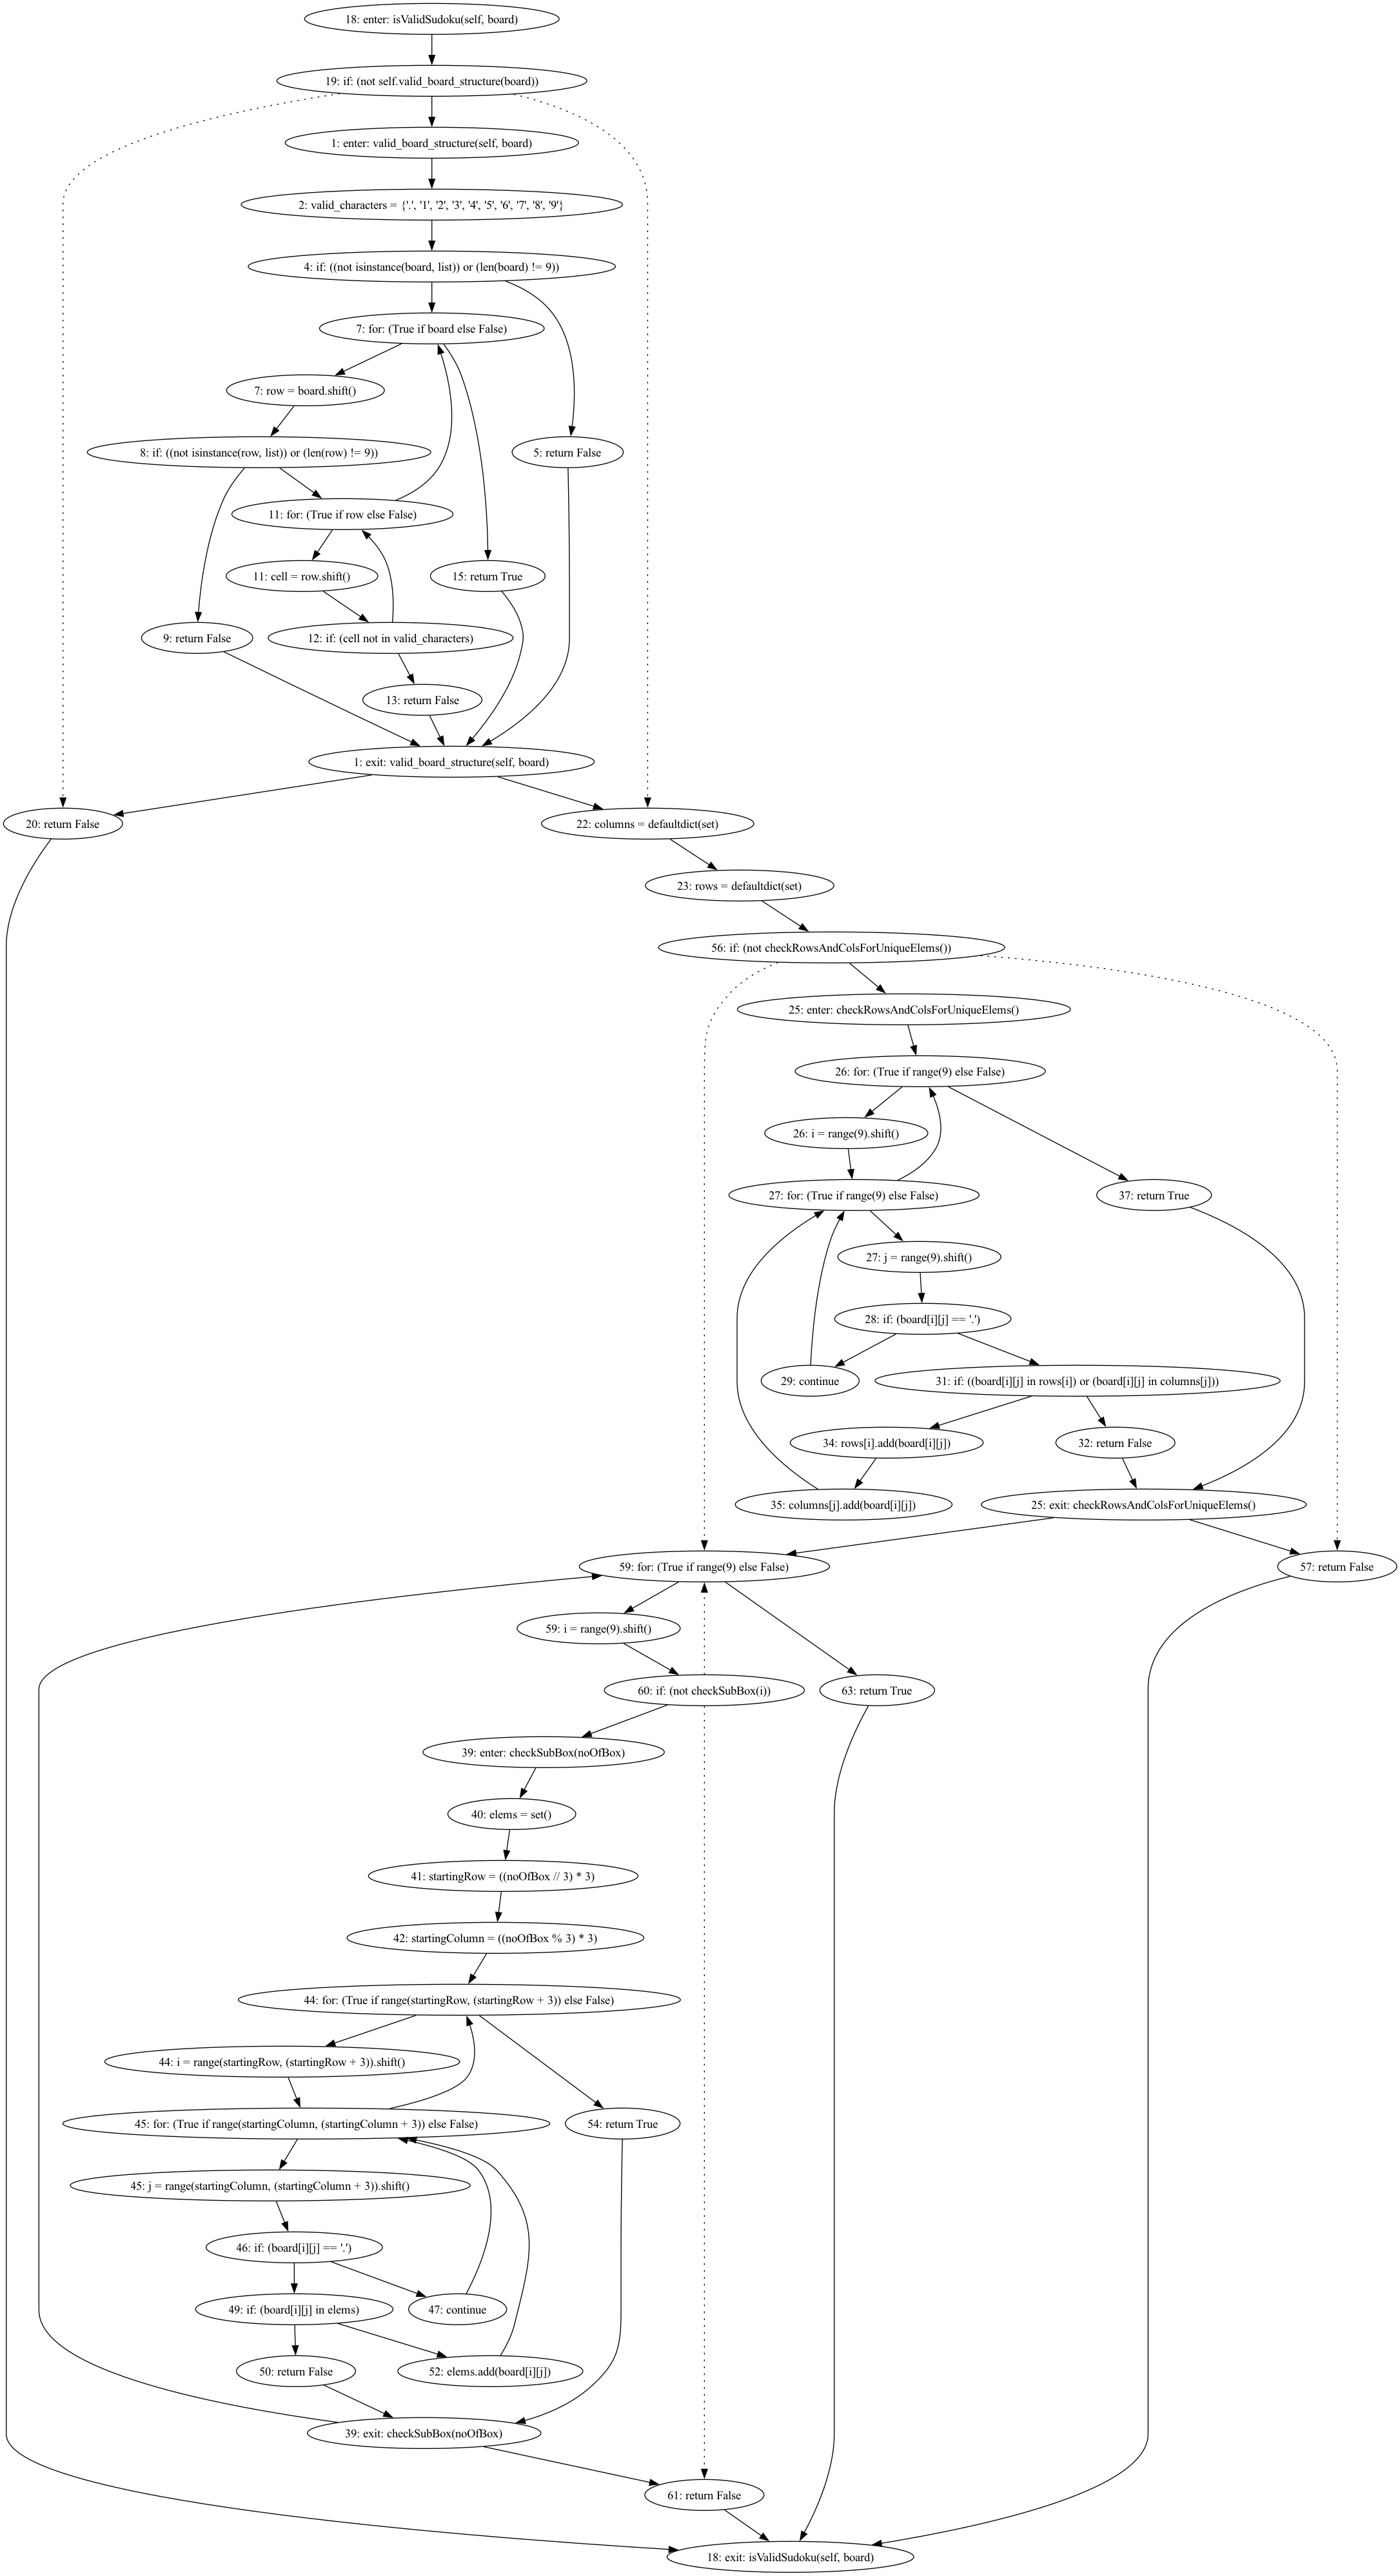 18: enter: isValidSudoku(self, board)
19: if: (not self.valid_board_structure(board))
1: enter: valid_board_structure(self, board)
2: valid_characters = {'.', '1', '2', '3', '4', '5', '6', '7', '8', '9'}
4: if: ((not isinstance(board, list)) or (len(board) != 9))
7: for: (True if board else False)
7: row = board.shift()
8: if: ((not isinstance(row, list)) or (len(row) != 9))
5: return False
11: for: (True if row else False)
11: cell = row.shift()
15: return True
9: return False
12: if: (cell not in valid_characters)
13: return False
1: exit: valid_board_structure(self, board)
20: return False
22: columns = defaultdict(set)
23: rows = defaultdict(set)
56: if: (not checkRowsAndColsForUniqueElems())
25: enter: checkRowsAndColsForUniqueElems()
26: for: (True if range(9) else False)
26: i = range(9).shift()
27: for: (True if range(9) else False)
37: return True
27: j = range(9).shift()
28: if: (board[i][j] == '.')
29: continue
31: if: ((board[i][j] in rows[i]) or (board[i][j] in columns[j]))
34: rows[i].add(board[i][j])
32: return False
35: columns[j].add(board[i][j])
25: exit: checkRowsAndColsForUniqueElems()
59: for: (True if range(9) else False)
57: return False
59: i = range(9).shift()
60: if: (not checkSubBox(i))
63: return True
39: enter: checkSubBox(noOfBox)
40: elems = set()
41: startingRow = ((noOfBox // 3) * 3)
42: startingColumn = ((noOfBox % 3) * 3)
44: for: (True if range(startingRow, (startingRow + 3)) else False)
44: i = range(startingRow, (startingRow + 3)).shift()
45: for: (True if range(startingColumn, (startingColumn + 3)) else False)
54: return True
45: j = range(startingColumn, (startingColumn + 3)).shift()
46: if: (board[i][j] == '.')
49: if: (board[i][j] in elems)
47: continue
50: return False
52: elems.add(board[i][j])
39: exit: checkSubBox(noOfBox)
61: return False
18: exit: isValidSudoku(self, board)